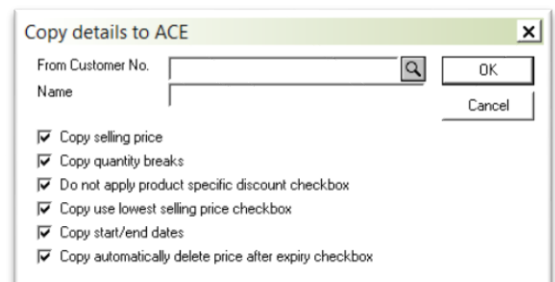 Copy details to ACE
From Customer No.
OK
Name
Cancel
Copy selling price
Copy quantity breaks
Do not apply product specific discount checkbox
Copy use lowest selling price checkbox
Copy start/end dates
Copy automatically delete price after expiry checkbox